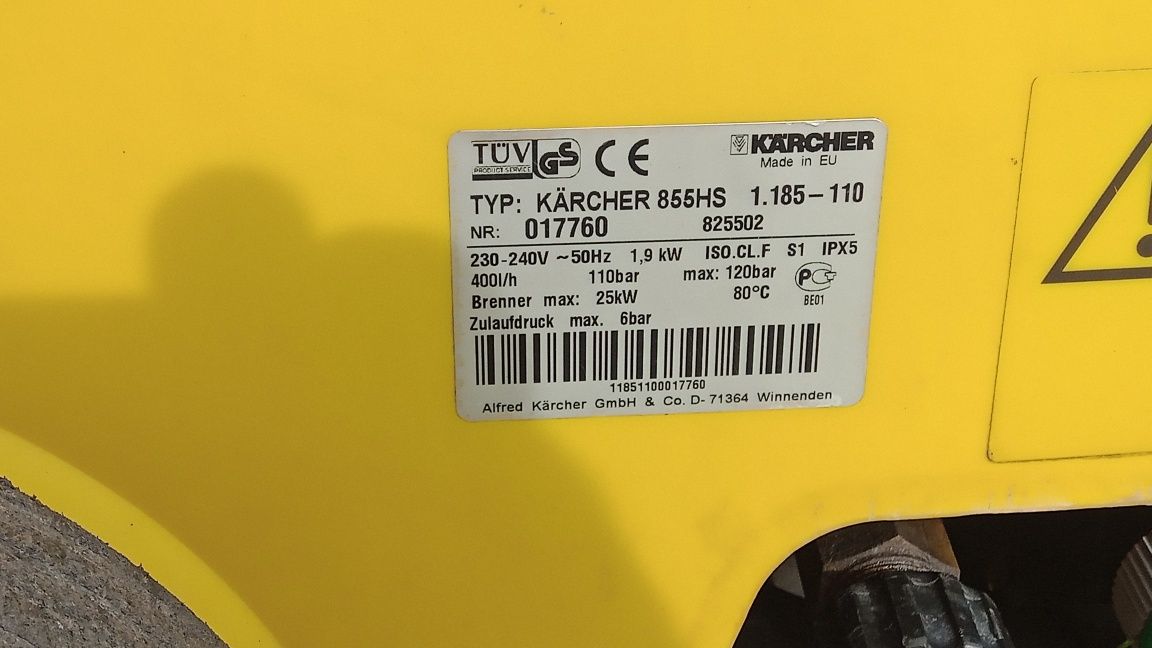 TÜV GS CE KÄRCHER
PRODUCT SERVICE Made in EU
TYP: KÄRCHER 855HS 1.185-110
NR: 017760 825502
230-240V ~50Hz 1,9 kW ISO.CL.F S1 IPX5
400l/h 110bar max: 120bar
Brenner max: 25kW 80°C BE01
Zulaufdruck max. 6bar
11851100017760
Alfred Kärcher GmbH & Co. D- 71364 Winnenden